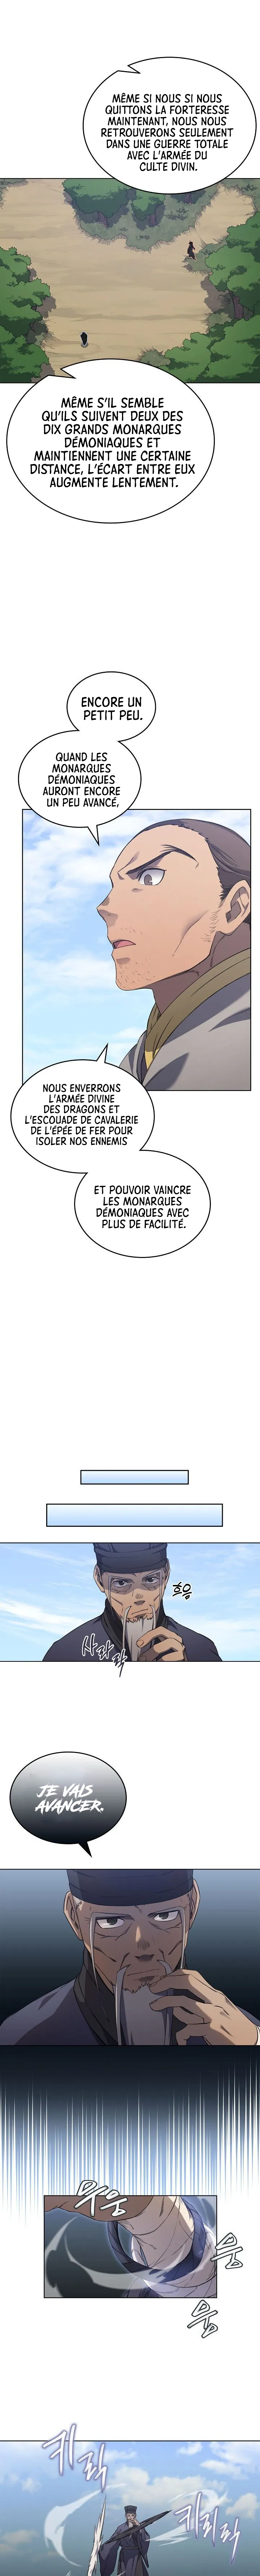 MÊME SI NOUS SI NOUS
QUITTONS LA FORTERESSE
MAINTENANT, NOUS NOUS
RETROUVERONS SEULEMENT
DANS UNE GUERRE TOTALE
AVEC L'ARMÉE DU
CULTE DIVIN.
MÊME S'IL SEMBLE
QU'ILS SUIVENT DEUX DES
DIX GRANDS MONARQUES
DÉMONIAQUES ET
MAINTIENNENT UNE CERTAINE
DISTANCE, L'ÉCART ENTRE EUX
AUGMENTE LENTEMENT.
ENCORE UN
PETIT PEU.
QUAND LES
MONARQUES
DÉMONIAQUES
AURONT ENCORE
UN PEU AVANCÉ,
NOUS ENVERRONS
L'ARMÉE DIVINE
DES DRAGONS ET
L'ESCOUADE DE CAVALERIE
DE L'ÉPÉE DE FER POUR
ISOLER NOS ENNEMIS
ET POUVOIR VAINCRE
LES MONARQUES
DÉMONIAQUES AVEC
PLUS DE FACILITÉ.
흐음
사라락
JE VAIS
AVANCER.
우웅
웅
웅
키릭
키리릭